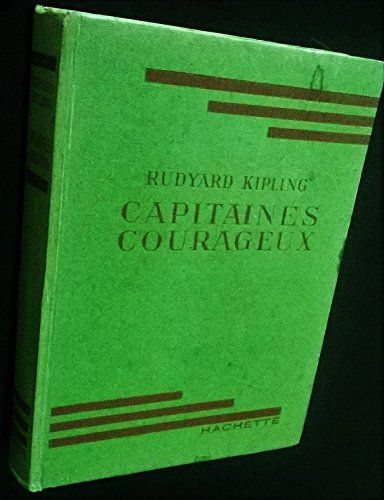 RUDYARD KIPLING
CAPITAINES
COURAGEUX
HACHETTE